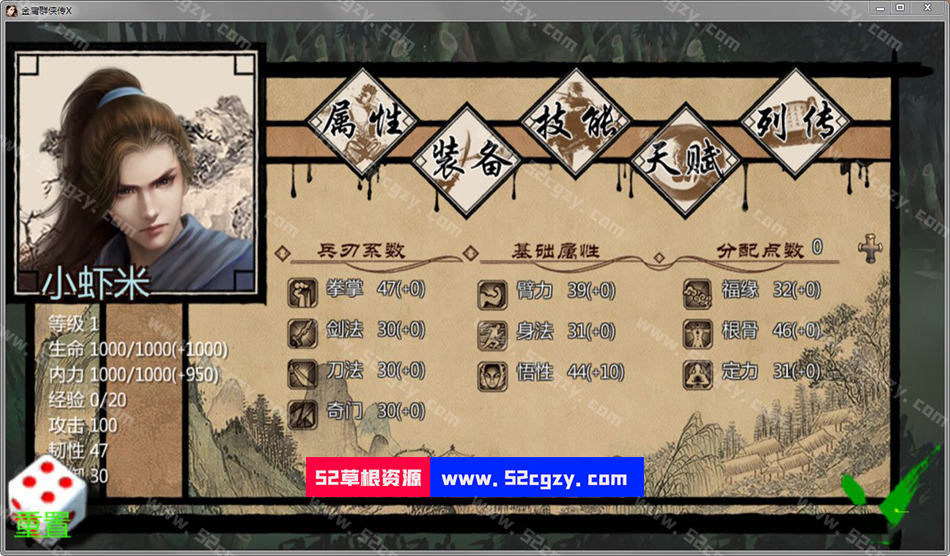 金庸群侠传X
属性
装备
技能
天赋
列传
兵刃系数
基础属性
分配点数 0
拳掌 47(+0)
臂力 39(+0)
福缘 32(+0)
剑法 30(+0)
身法 31(+0)
根骨 46(+0)
刀法 30(+0)
悟性 44(+10)
定力 31(+0)
奇门 30(+0)
小虾米
等级 1
生命 1000/1000(+1000)
内力 1000/1000(+950)
经验 0/20
攻击 100
韧性 47
御 30
重置
52草根资源 www.52cgzy.com